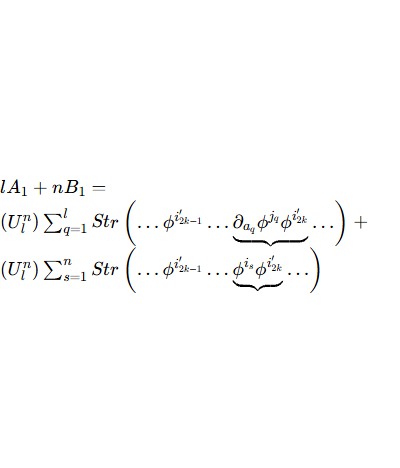 $lA_1 + nB_1 =$
$(U_l^n) \sum_{q=1}^{l} Str \left( \ldots \phi^{i'_{2k-1}} \ldots \underbrace{\partial_{a_q} \phi^{j_q} \phi^{i'_{2k}}} \ldots \right) +$
$(U_l^n) \sum_{s=1}^{n} Str \left( \ldots \phi^{i'_{2k-1}} \ldots \underbrace{\phi^{i_s} \phi^{i'_{2k}}} \ldots \right)$